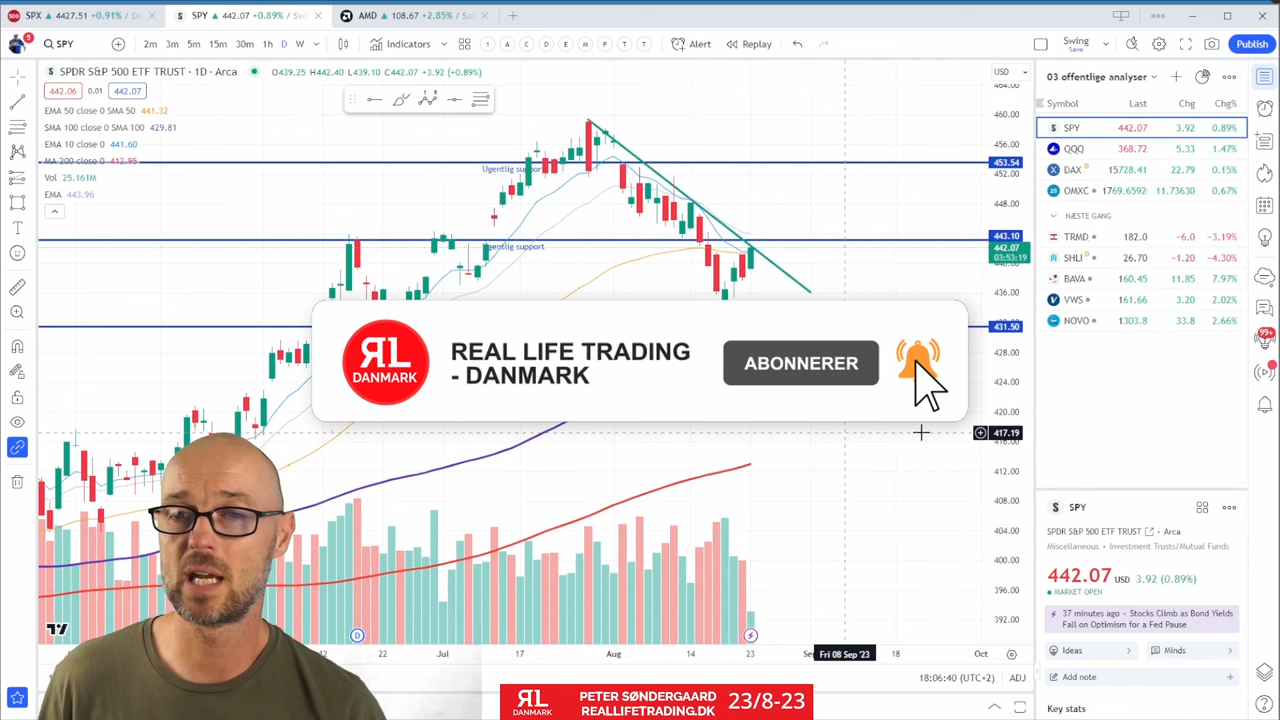 SPX ▲ 4427.51 +0.91% /
SPY ▲ 442.07 +0.89% /
AMD ▲ 108.67 +2.85% /
5
SPY
2m 3m 5m 15m 30m 1h D W
Indicators
1 A C D E M P T T
Alert
Replay
Swing
Save
Publish
SPDR S&P 500 ETF TRUST · 1D · Arca
O439.25 H442.40 L439.10 C442.07 +3.92 (+0.89%)
442.06 0.01 442.07
EMA 50 close 0 SMA 50 441.32
SMA 100 close 0 SMA 100 429.81
EMA 10 close 0 441.60
MA 200 close 0 412.95
Vol 25.161M
EMA 443.96
Ugentlig support
Ugentlig support
USD
460.00
456.00
453.54
452.00
448.00
443.10
442.07
03:53:19
436.00
431.50
428.00
424.00
420.00
417.19
412.00
408.00
404.00
400.00
396.00
392.00
22
Jul
17
Aug
14
23
Fri 08 Sep '23
18
Oct
D
18:06:40 (UTC+2)
ADJ
RL
DANMARK
REAL LIFE TRADING
- DANMARK
ABONNERER
RL
DANMARK
PETER SØNDERGAARD
REALLIFETRADING.DK
23/8-23
03 offentlige analyser
Symbol Last Chg Chg%
SPY 442.07 3.92 0.89%
QQQ 368.72 5.33 1.47%
DAX 15728.41 22.79 0.15%
OMXC 1769.6592 11.73630 0.67%
NÆSTE GANG
TRMD 182.0 -6.0 -3.19%
SHLI D 26.70 -1.20 -4.30%
BAVA 160.45 11.85 7.97%
VWS 161.66 3.20 2.02%
NOVO 1303.8 33.8 2.66%
99+
SPY
SPDR S&P 500 ETF TRUST · Arca
Miscellaneous • Investment Trusts/Mutual Funds
442.07 USD 3.92 (0.89%)
MARKET OPEN
37 minutes ago • Stocks Climb as Bond Yields
Fall on Optimism for a Fed Pause
Ideas
Minds
Add note
Key stats